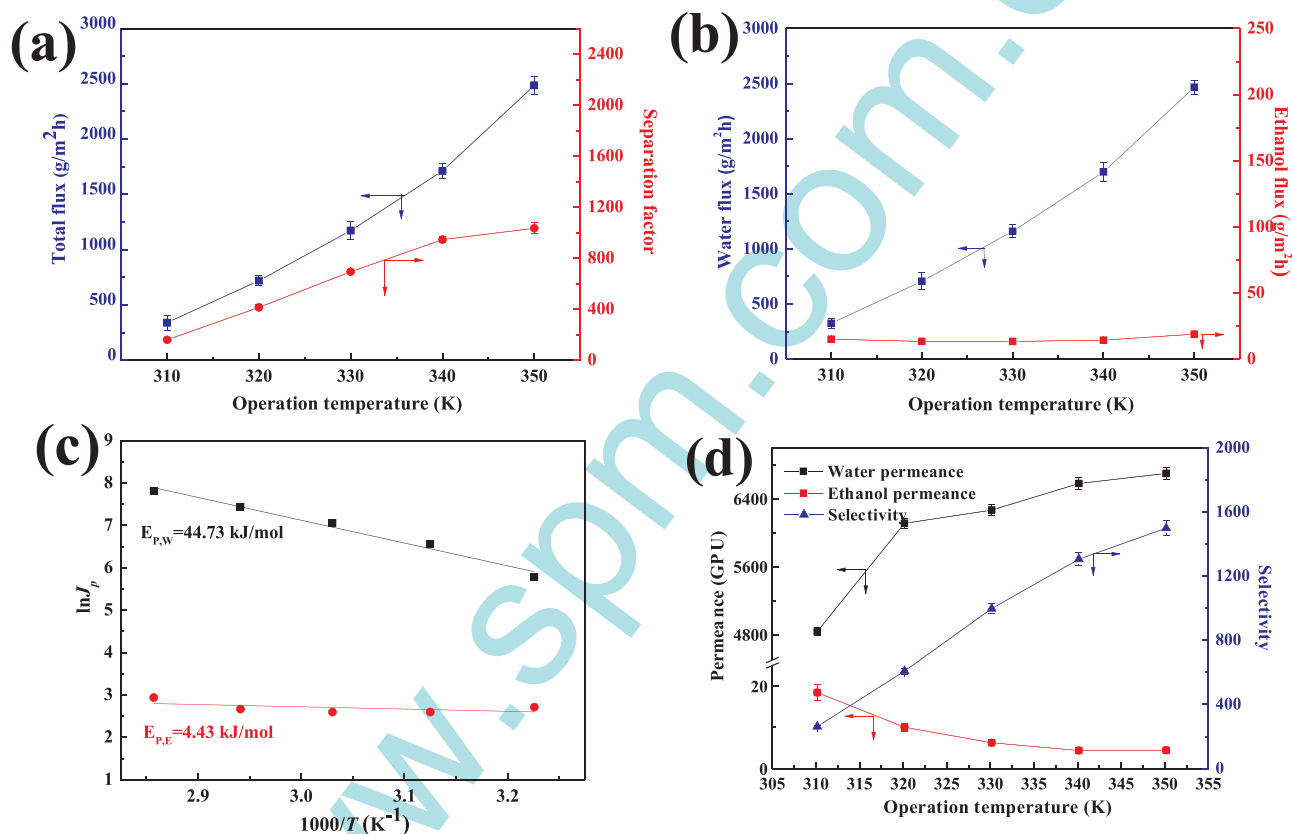 (a)
3000
2500
2000
1500
1000
500
0
Total flux (g/m²h)
2400
2000
1600
1200
800
400
0
Separation factor
310 320 330 340 350
Operation temperature (K)
(b)
3000
2500
2000
1500
1000
500
0
Water flux (g/m²h)
250
200
150
100
50
0
Ethanol flux (g/m²h)
310 320 330 340 350
Operation temperature (K)
(c)
9
8
7
6
5
4
3
2
1
lnJp
E_P,W=44.73 kJ/mol
E_P,E=4.43 kJ/mol
2.9 3.0 3.1 3.2
1000/T (K⁻¹)
(d)
Water permeance
Ethanol permeance
Selectivity
6400
5600
4800
20
10
0
Permeance (GPU)
2000
1600
1200
800
400
0
Selectivity
305 310 315 320 325 330 335 340 345 350 355
Operation temperature (K)
w.spm.com.c